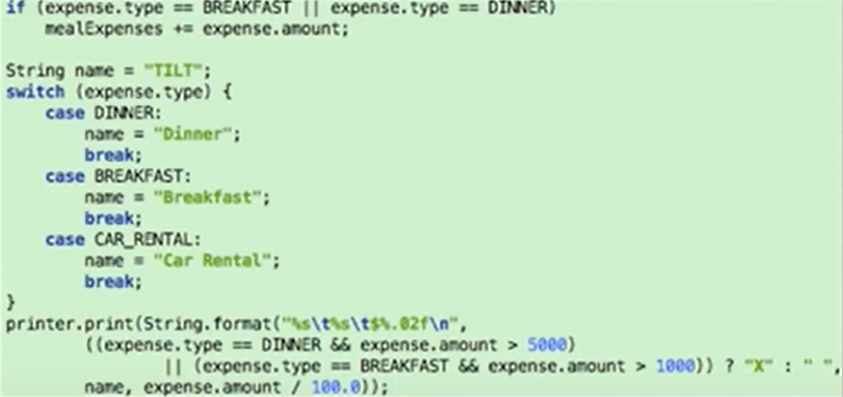 if (expense.type == BREAKFAST || expense.type == DINNER)
    mealExpenses += expense.amount;

String name = "TILT";
switch (expense.type) {
    case DINNER:
        name = "Dinner";
        break;
    case BREAKFAST:
        name = "Breakfast";
        break;
    case CAR_RENTAL:
        name = "Car Rental";
        break;
}
printer.print(String.format("%s\t%s\t$%.02f\n",
        ((expense.type == DINNER && expense.amount > 5000)
                || (expense.type == BREAKFAST && expense.amount > 1000)) ? "X" : " ",
        name, expense.amount / 100.0));